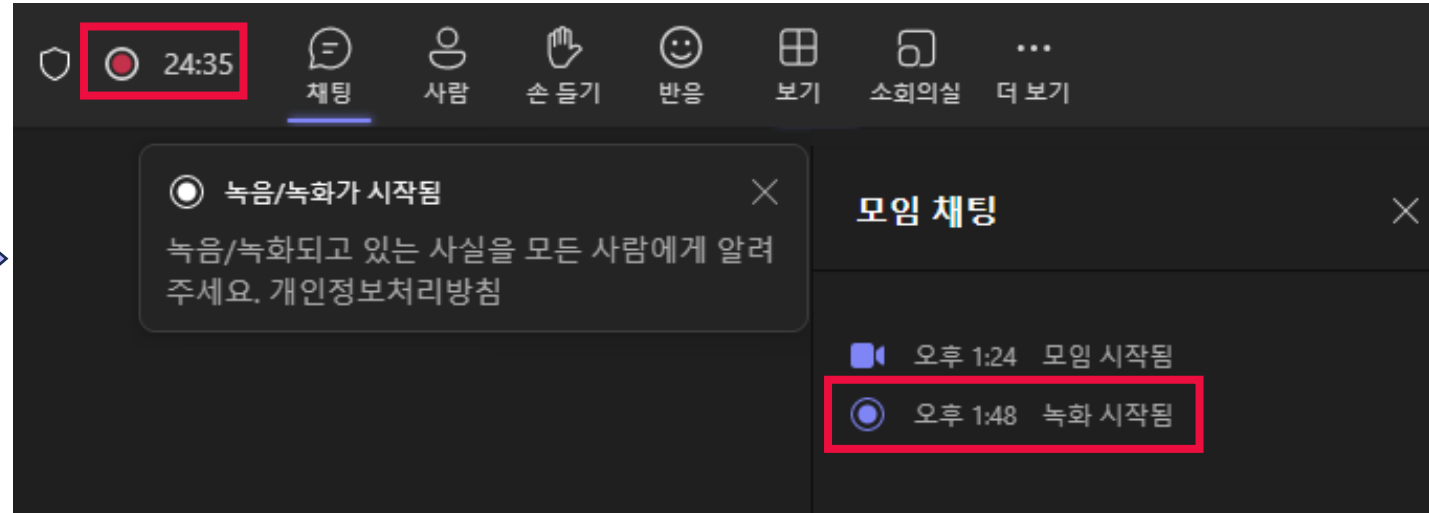 24:35
채팅
사람
손 들기
반응
보기
소회의실
더 보기
녹음/녹화가 시작됨
녹음/녹화되고 있는 사실을 모든 사람에게 알려
주세요. 개인정보처리방침
모임 채팅
오후 1:24 모임 시작됨
오후 1:48 녹화 시작됨